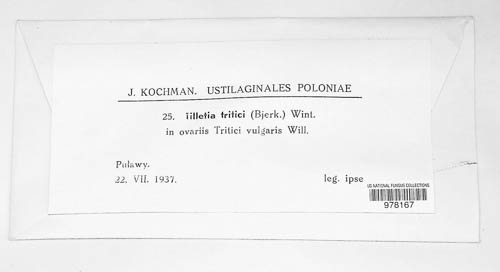 J. KOCHMAN. USTILAGINALES POLONIAE
25. Tilletia tritici (Bjerk.) Wint.
in ovariis Tritici vulgaris Will.
Puławy.
22. VII. 1937.
leg. ipse
US NATIONAL FUNGUS COLLECTIONS
978167